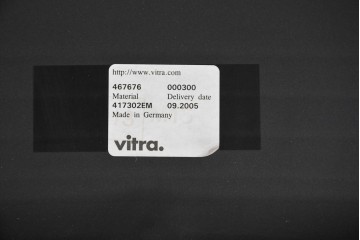 http://www.vitra.com
467676 000300
Material Delivery date
417302EM 09.2005
Made in Germany
vitra.